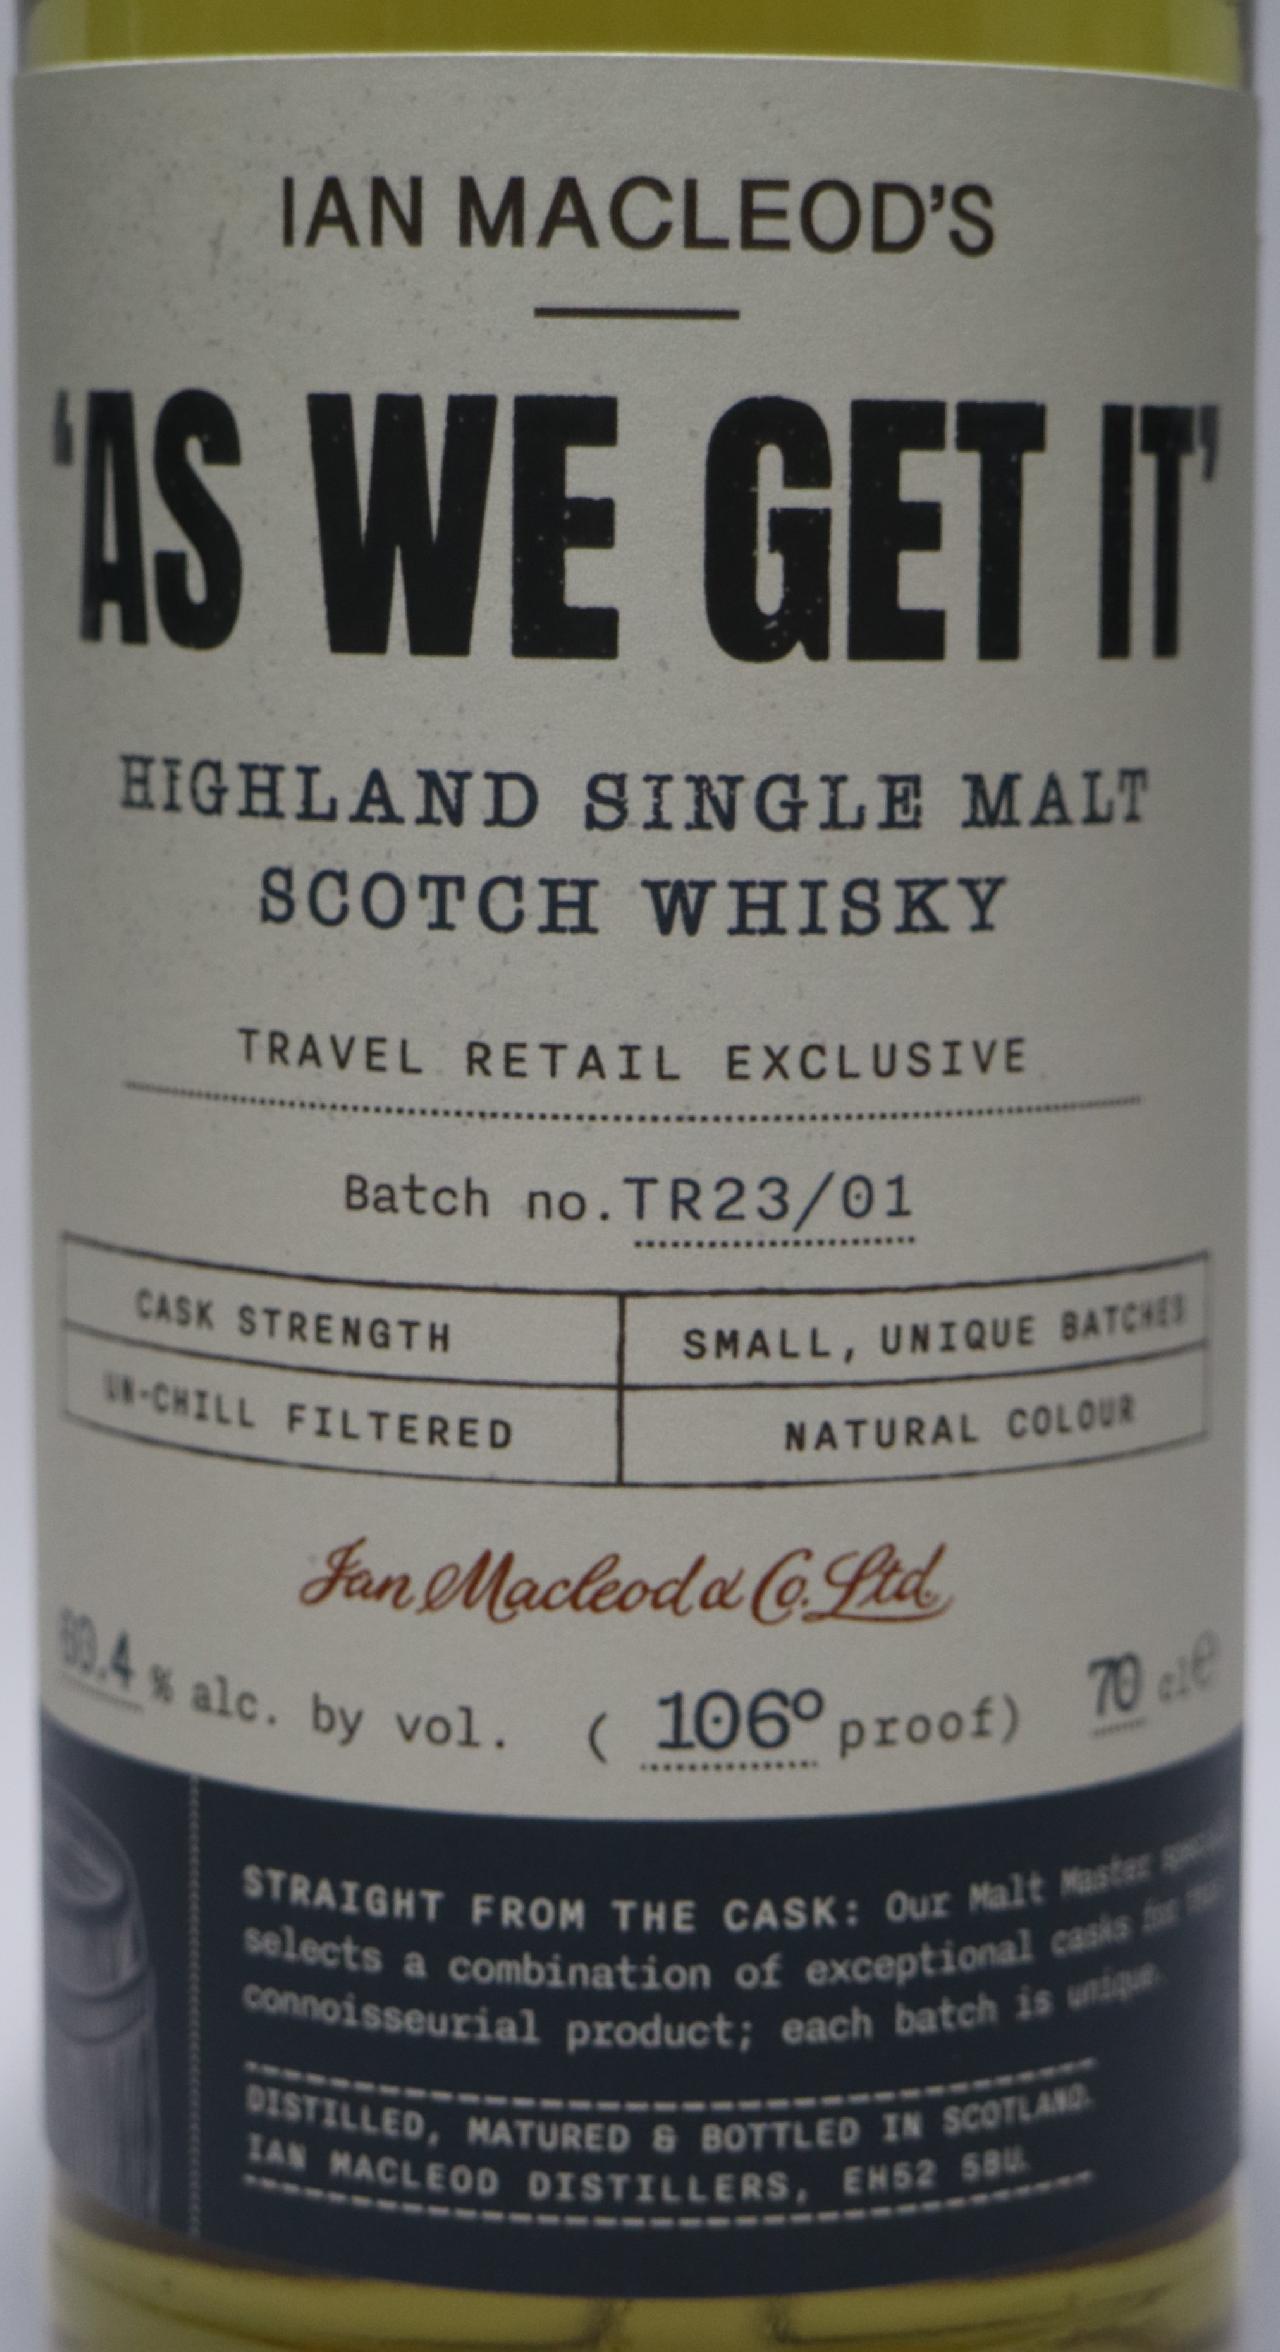 IAN MACLEOD'S
'AS WE GET IT'
HIGHLAND SINGLE MALT
SCOTCH WHISKY
TRAVEL RETAIL EXCLUSIVE
Batch no. TR23/01
CASK STRENGTH SMALL, UNIQUE BATCHES
UN-CHILL FILTERED NATURAL COLOUR
Ian Macleod & Co. Ltd.
60.4 % alc. by vol. ( 106° proof) 70 cl e
STRAIGHT FROM THE CASK: Our Malt Master
selects a combination of exceptional casks for
connoisseurial product; each batch is unique.
DISTILLED, MATURED & BOTTLED IN SCOTLAND.
IAN MACLEOD DISTILLERS, EH52 5BU.